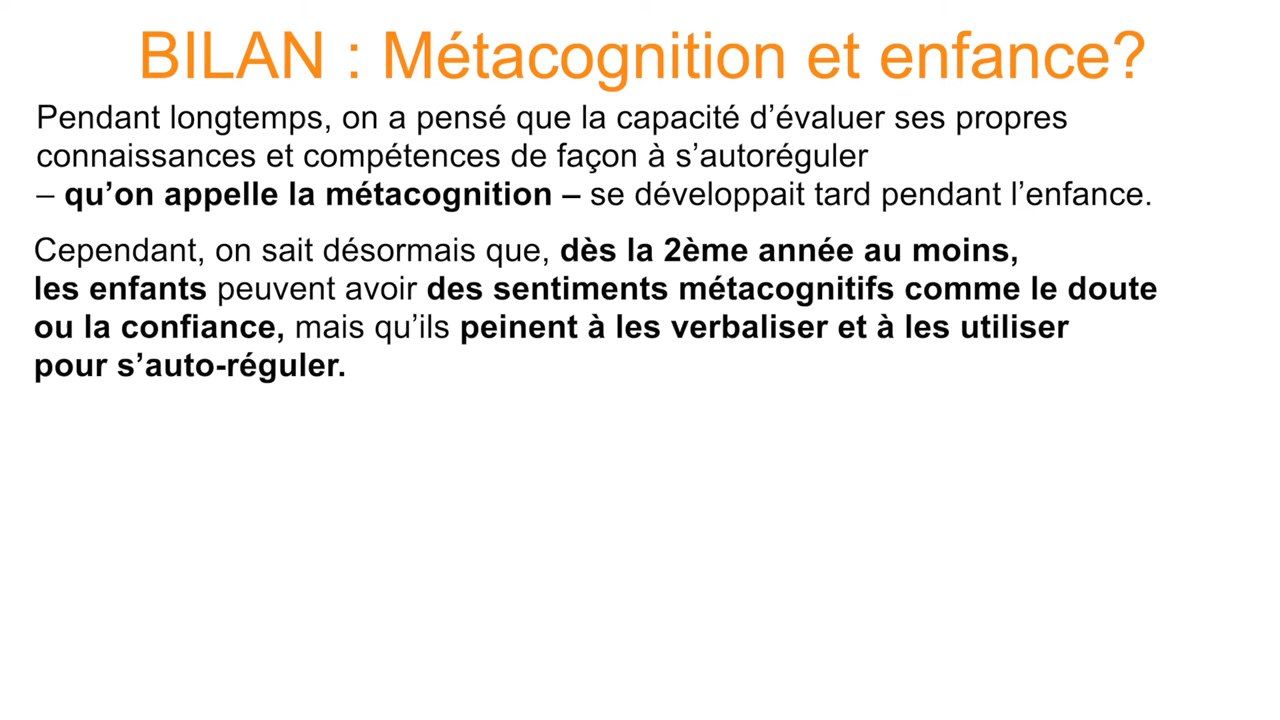 BILAN : Métacognition et enfance?
Pendant longtemps, on a pensé que la capacité d’évaluer ses propres
connaissances et compétences de façon à s’autoréguler
– qu’on appelle la métacognition – se développait tard pendant l’enfance.
Cependant, on sait désormais que, dès la 2ème année au moins,
les enfants peuvent avoir des sentiments métacognitifs comme le doute
ou la confiance, mais qu’ils peinent à les verbaliser et à les utiliser
pour s’auto-réguler.